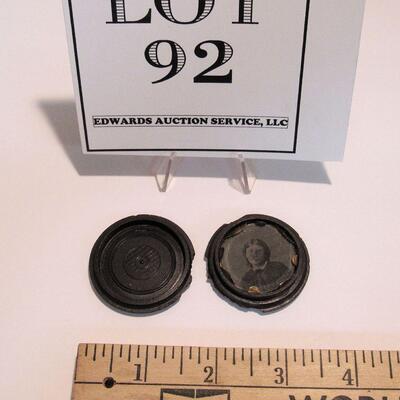 LOT
92
EDWARDS AUCTION SERVICE, LLC
1 2 3 4